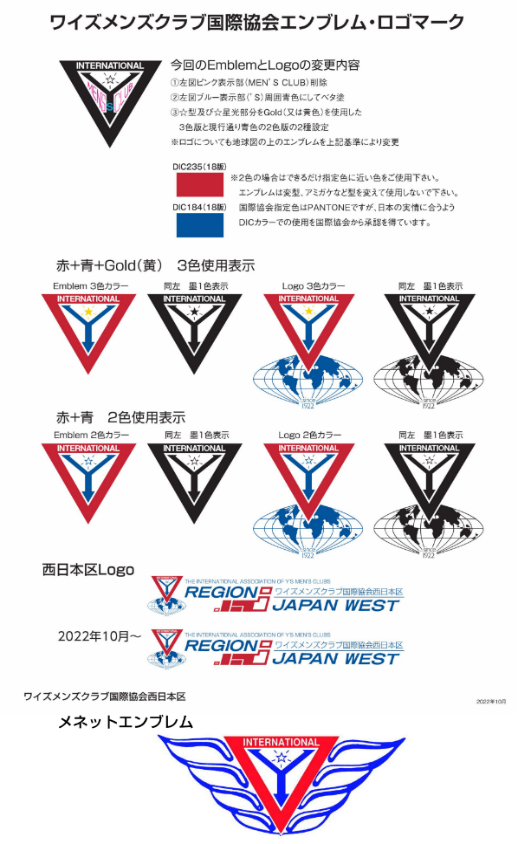 ワイズメンズクラブ国際協会エンブレム・ロゴマーク
INTERNATIONAL
MEN'S CLUB
今回のEmblemとLogoの変更内容
①左図ピンク表示部(MEN'S CLUB)削除
②左図ブルー表示部('S)周囲青色にしてベタ塗
③☆型及び☆星光部分をGold(又は黄色)を使用した
3色版と現行通り青色の2色版の2種設定
※ロゴについても地球図の上のエンブレムを上記基準により変更
DIC235(18版)
※2色の場合はできるだけ指定色に近い色をご使用下さい。
エンブレムは変型、アミガケなど型を変えて使用しないで下さい。
DIC184(18版)
国際協会指定色はPANTONEですが、日本の実情に合うよう
DICカラーでの使用を国際協会から承認を得ています。
赤+青+Gold(黄) 3色使用表示
Emblem 3色カラー 同左 墨1色表示 Logo 3色カラー 同左 墨1色表示
INTERNATIONAL INTERNATIONAL INTERNATIONAL INTERNATIONAL
SINCE SINCE
1922 1922
赤+青 2色使用表示
Emblem 2色カラー 同左 墨1色表示 Logo 2色カラー 同左 墨1色表示
INTERNATIONAL INTERNATIONAL INTERNATIONAL INTERNATIONAL
SINCE SINCE
1922 1922
西日本区Logo
THE INTERNATIONAL ASSOCIATION OF Y'S MEN'S CLUBS
REGION ワイズメンズクラブ国際協会西日本区
JAPAN WEST
2022年10月～
THE INTERNATIONAL ASSOCIATION OF Y'S MEN'S CLUBS
REGION ワイズメンズクラブ国際協会西日本区
JAPAN WEST
ワイズメンズクラブ国際協会西日本区
2022年10月
メネットエンブレム
INTERNATIONAL